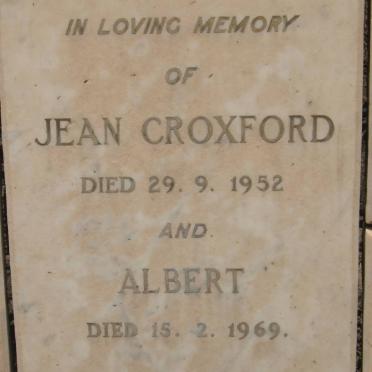 IN LOVING MEMORY
OF
JEAN CROXFORD
DIED 29. 9. 1952
AND
ALBERT
DIED 15. 2. 1969.